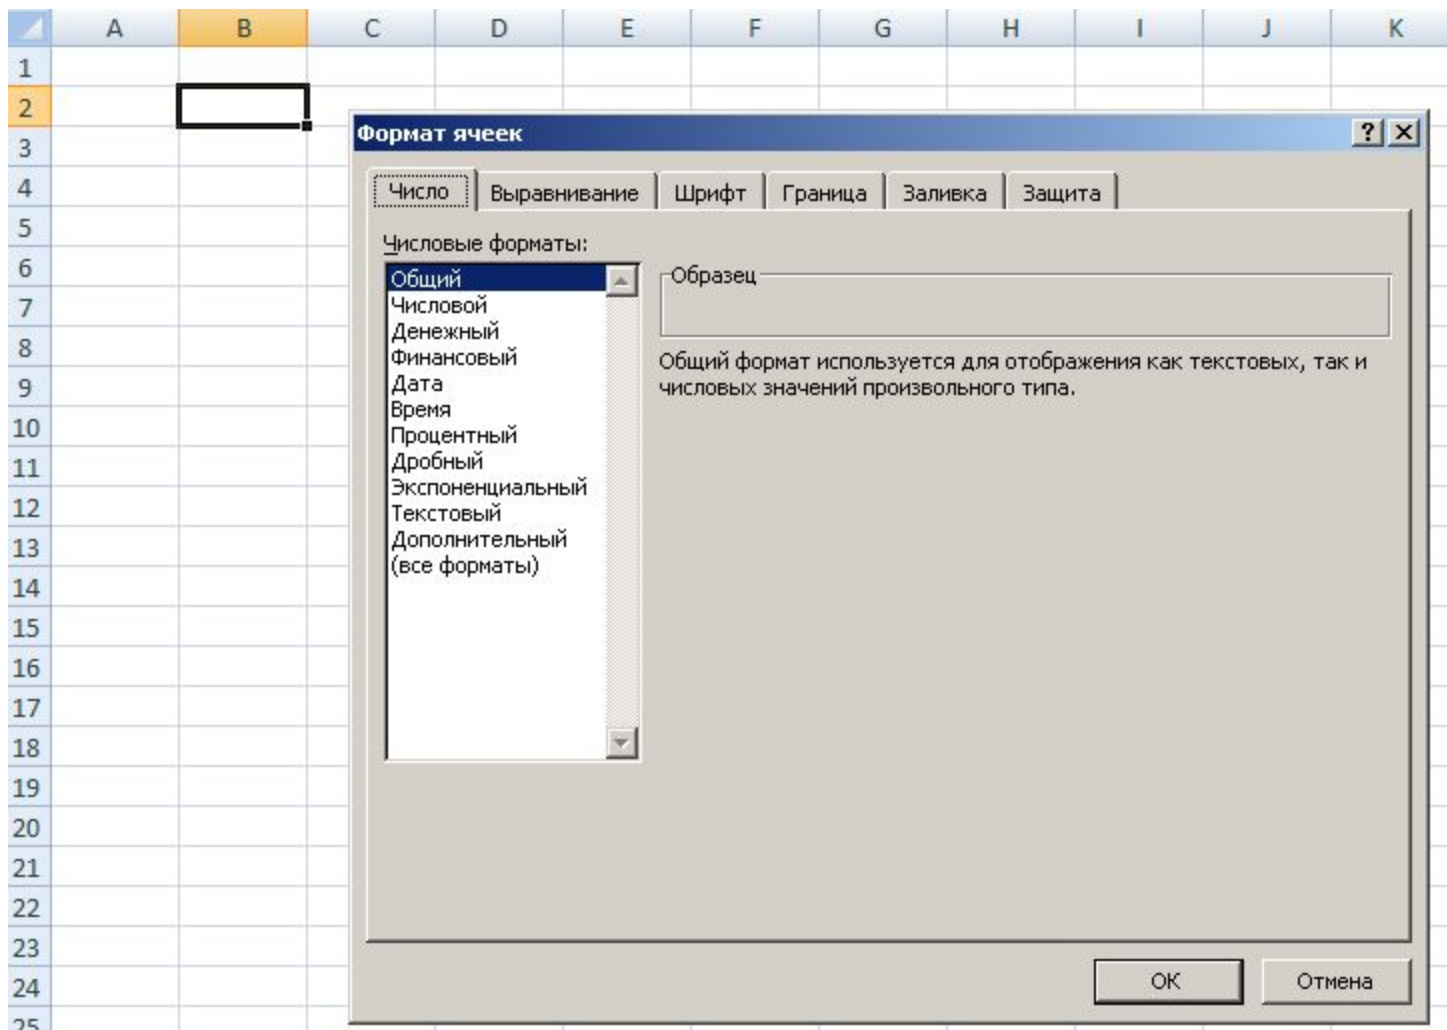 A B C D E F G H I J K
1
2
Формат ячеек
3
4
Число Выравнивание Шрифт Граница Заливка Защита
5
Числовые форматы:
6
Общий
Образец
7
Числовой
Денежный
8
Финансовый
Общий формат используется для отображения как текстовых, так и
числовых значений произвольного типа.
9
Дата
Время
10
Процентный
11
Дробный
Экспоненциальный
12
Текстовый
13
Дополнительный
(все форматы)
14
15
16
17
18
19
20
21
22
23
24
ОК Отмена
25